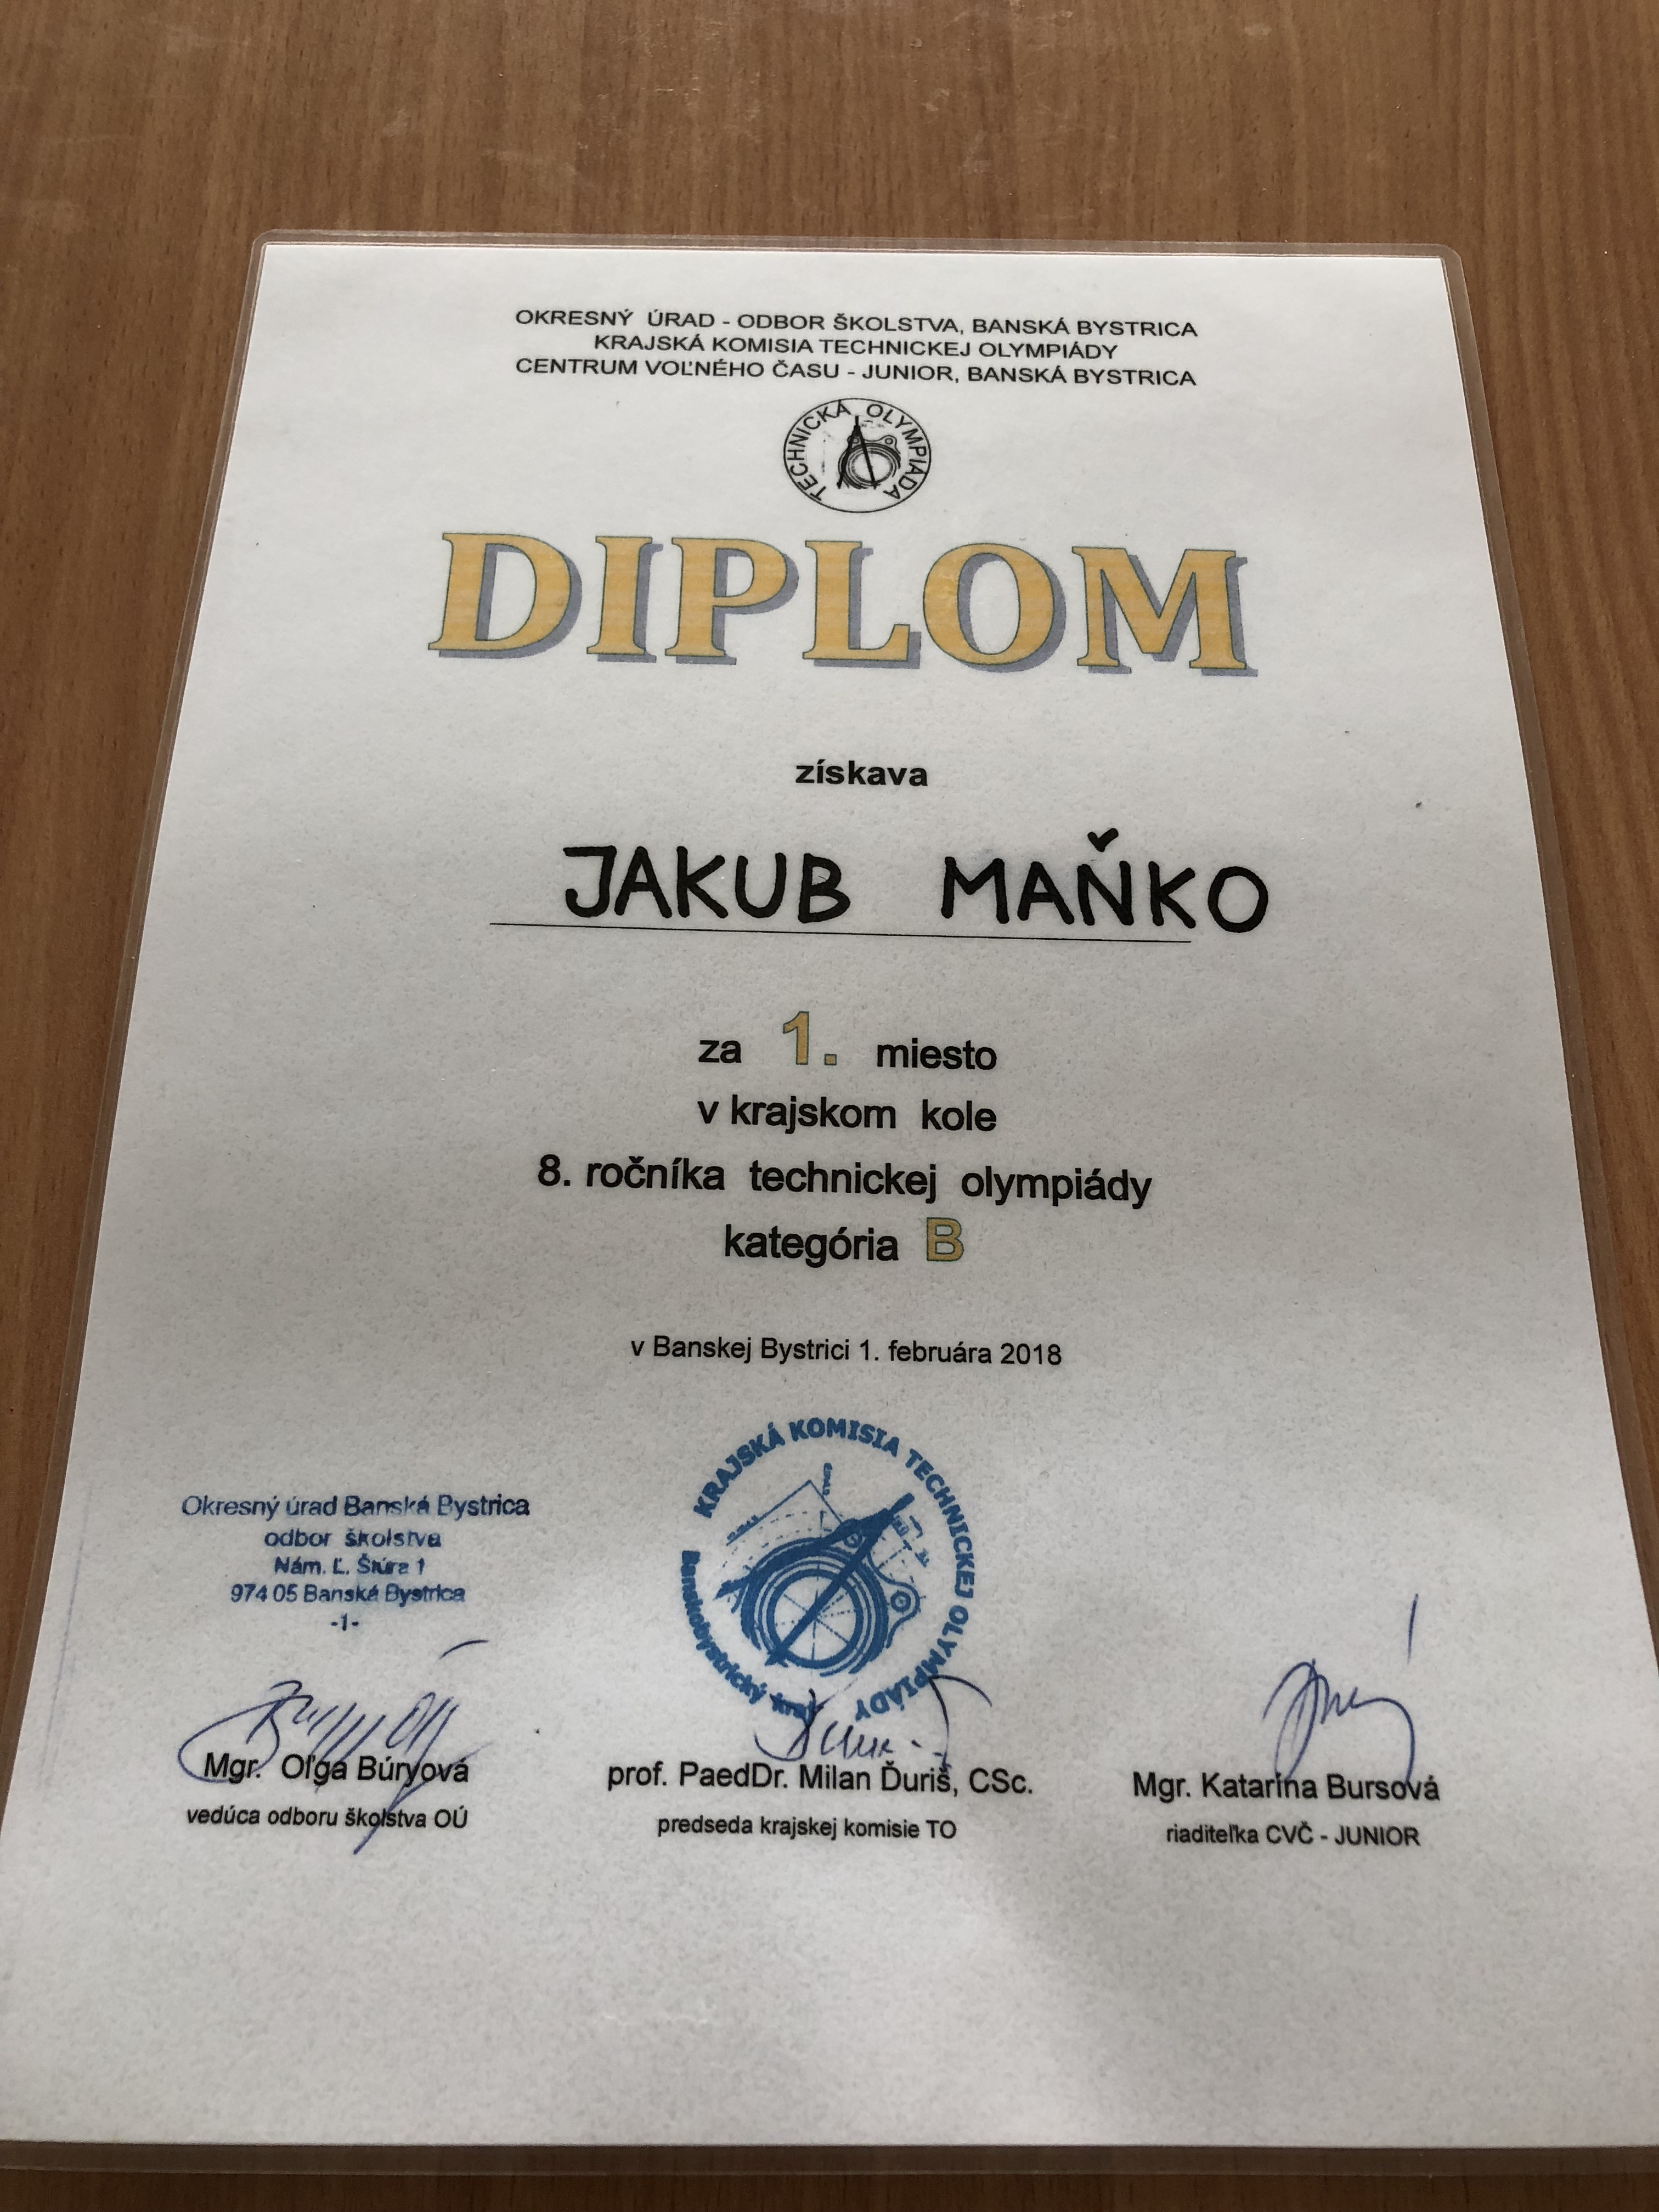 OKRESNÝ ÚRAD - ODBOR ŠKOLSTVA, BANSKÁ BYSTRICA
KRAJSKÁ KOMISIA TECHNICKEJ OLYMPIÁDY
CENTRUM VOĽNÉHO ČASU - JUNIOR, BANSKÁ BYSTRICA
TECHNICKÁ OLYMPIÁDA
DIPLOM
získava
JAKUB MAŇKO
za 1. miesto
v krajskom kole
8. ročníka technickej olympiády
kategória B
v Banskej Bystrici 1. februára 2018
KRAJSKÁ KOMISIA TECHNICKEJ OLYMPIÁDY
Banskobystrický kraj
Okresný úrad Banská Bystrica
odbor školstva
Nám. Ľ. Štúra 1
974 05 Banská Bystrica
-1-
Mgr. Oľga Búryová
vedúca odboru školstva OÚ
prof. PaedDr. Milan Ďuriš, CSc.
predseda krajskej komisie TO
Mgr. Katarína Bursová
riaditeľka CVČ - JUNIOR